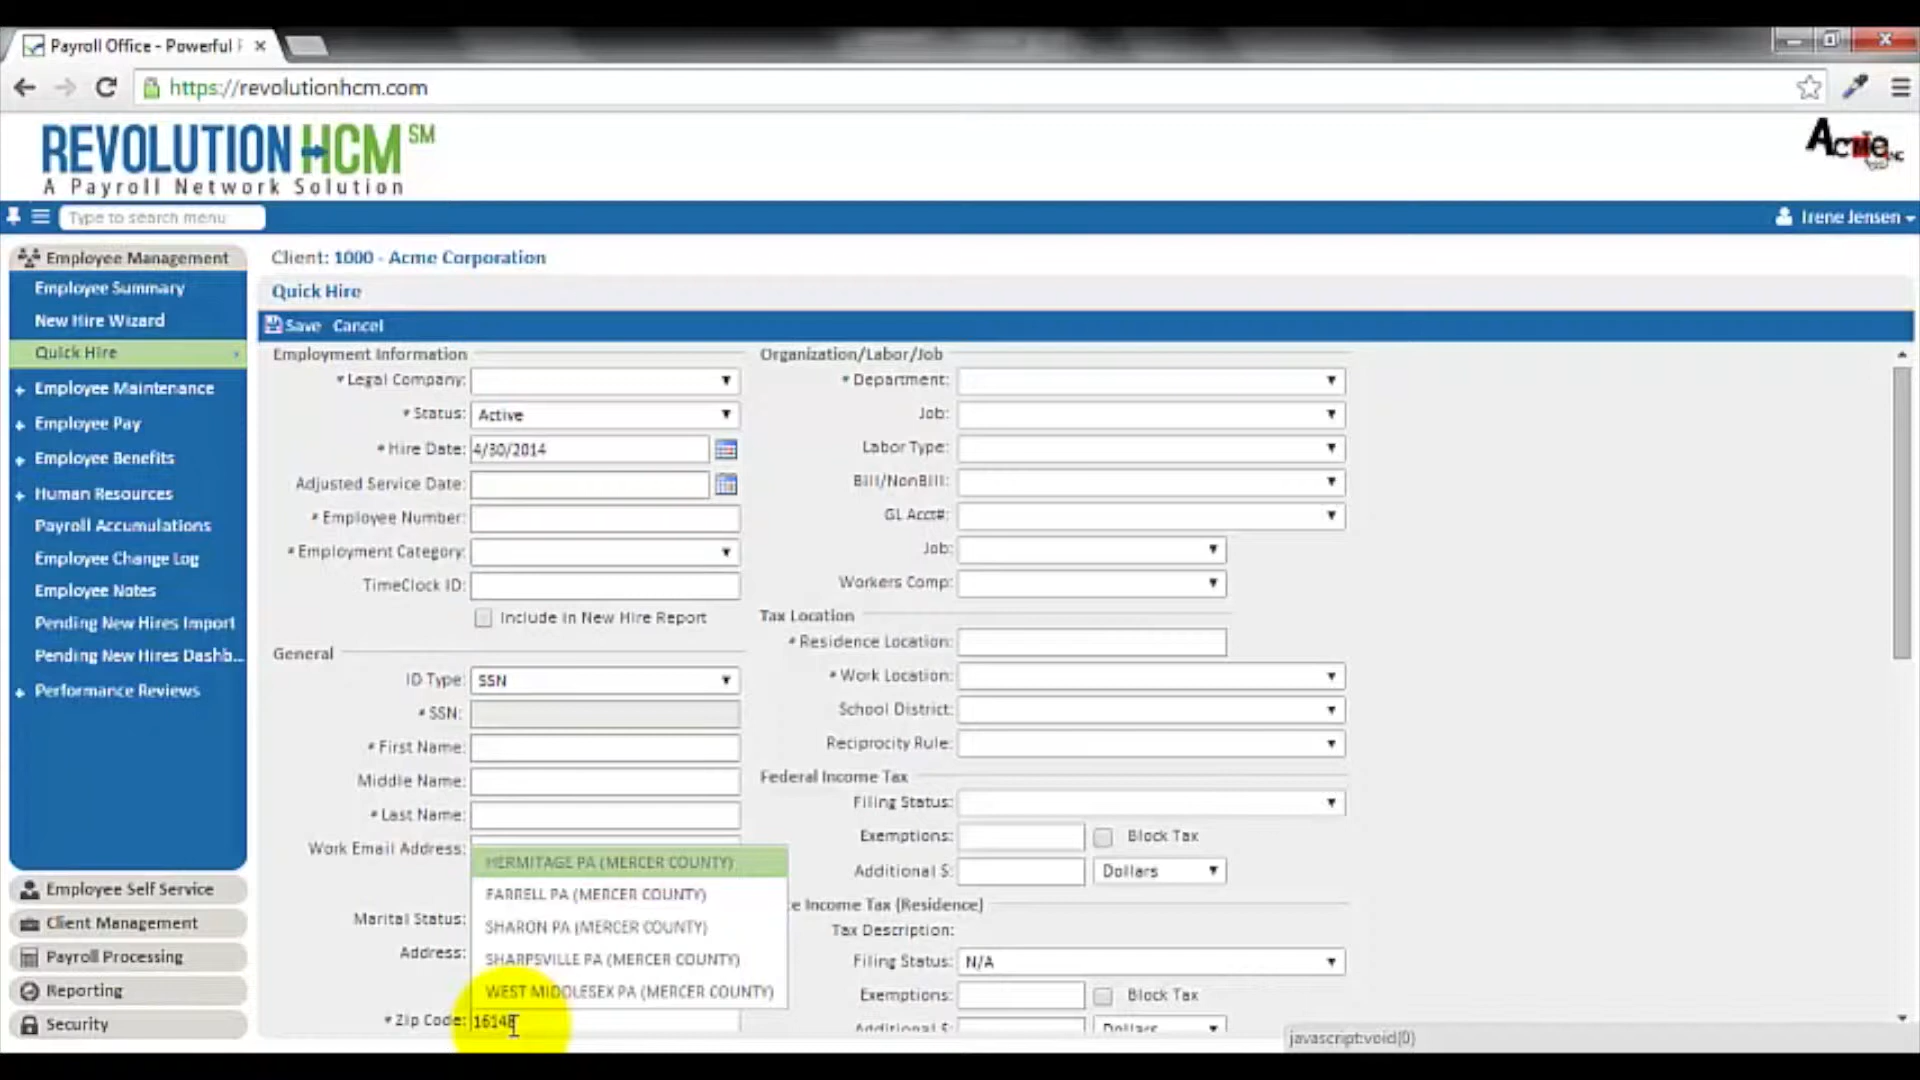 Payroll Office - Powerful
https://revolutionhcm.com
REVOLUTION HCM SM
A Payroll Network Solution
Acme INC
Type to search menu
Irene Jensen
Employee Management
Employee Summary
New Hire Wizard
Quick Hire
Employee Maintenance
Employee Pay
Employee Benefits
Human Resources
Payroll Accumulations
Employee Change Log
Employee Notes
Pending New Hires Import
Pending New Hires Dashb...
Performance Reviews
Employee Self Service
Client Management
Payroll Processing
Reporting
Security
Client: 1000 - Acme Corporation
Quick Hire
Save Cancel
Employment Information
* Legal Company:
* Status: Active
* Hire Date: 4/30/2014
Adjusted Service Date:
* Employee Number:
* Employment Category:
TimeClock ID:
Include in New Hire Report
General
ID Type: SSN
* SSN:
* First Name:
Middle Name:
* Last Name:
Work Email Address:
HERMITAGE PA (MERCER COUNTY)
FARRELL PA (MERCER COUNTY)
SHARON PA (MERCER COUNTY)
SHARPSVILLE PA (MERCER COUNTY)
WEST MIDDLESEX PA (MERCER COUNTY)
Marital Status:
Address:
* Zip Code: 16148
Organization/Labor/Job
* Department:
Job:
Labor Type:
Bill/NonBill:
GL Acct#:
Job:
Workers Comp:
Tax Location
* Residence Location:
* Work Location:
School District:
Reciprocity Rule:
Federal Income Tax
Filing Status:
Exemptions: Block Tax
Additional $: Dollars
Income Tax (Residence)
Tax Description:
Filing Status: N/A
Exemptions: Block Tax
Additional $: Dollars
javascript:void(0)